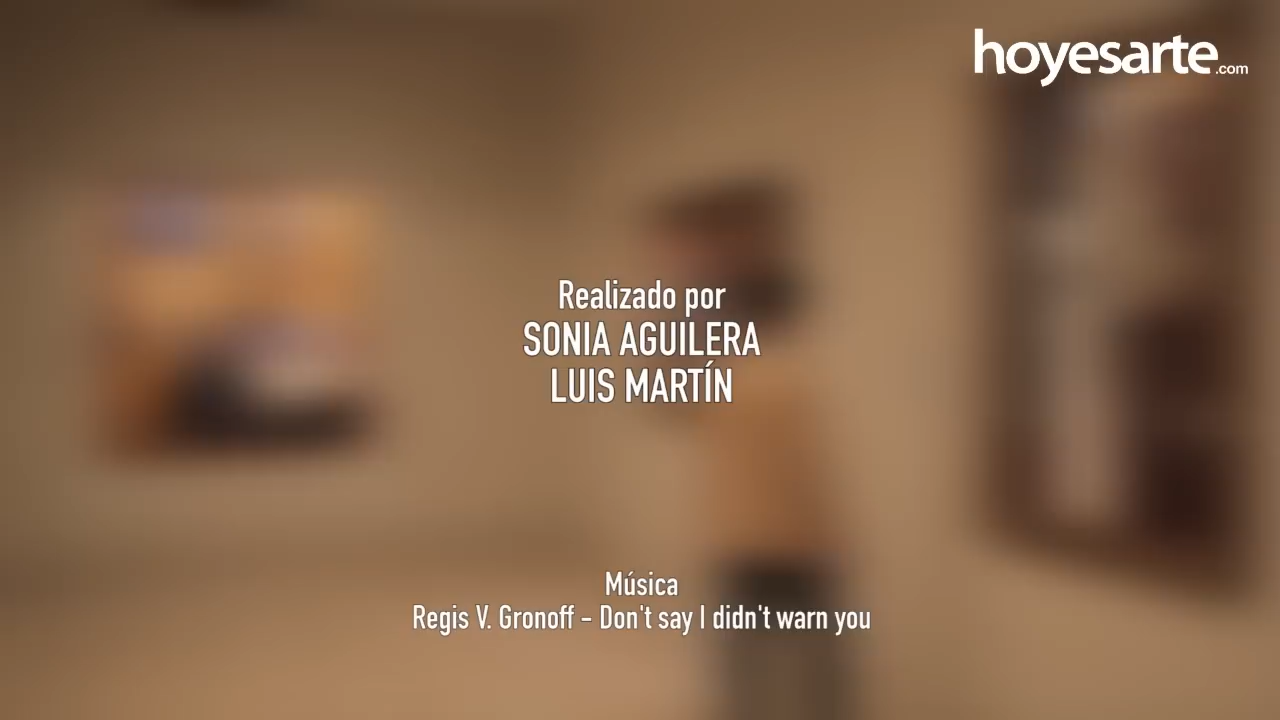 hoyesarte.com
Realizado por
SONIA AGUILERA
LUIS MARTÍN
Música
Regis V. Gronoff - Don't say I didn't warn you